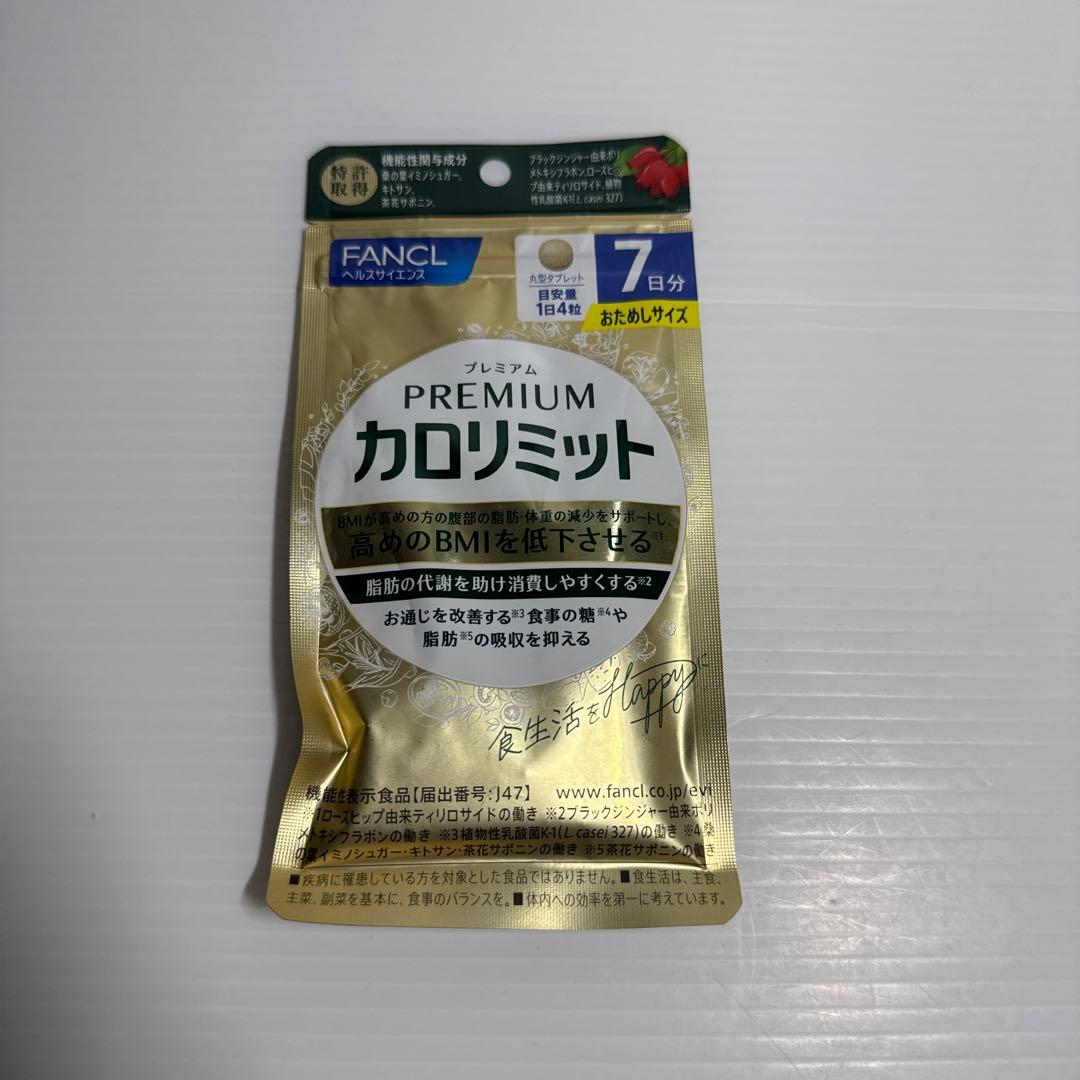 特許
取得
機能性関与成分
桑の葉イミノシュガー、
キトサン、
茶花サポニン、
ブラックジンジャー由来ポリ
メトキシフラボン、ローズヒッ
プ由来ティリロサイド、植物
性乳酸菌K-1(L. casei 327)
FANCL
ヘルスサイエンス
丸型タブレット
目安量
1日4粒
7日分
おためしサイズ
プレミアム
PREMIUM
カロリミット
BMIが高めの方の腹部の脂肪・体重の減少をサポートし、
高めのBMIを低下させる※1
脂肪の代謝を助け消費しやすくする※2
お通じを改善する※3食事の糖※4や
脂肪※5の吸収を抑える
食生活をHappyに
機能性表示食品【届出番号:J47】 www.fancl.co.jp/evi
※1ローズヒップ由来ティリロサイドの働き ※2ブラックジンジャー由来ポリ
メトキシフラボンの働き ※3植物性乳酸菌K-1(L. casei 327)の働き ※4桑
の葉イミノシュガー・キトサン・茶花サポニンの働き ※5茶花サポニンの働き
■疾病に罹患している方を対象とした食品ではありません。■食生活は、主食、
主菜、副菜を基本に、食事のバランスを。■体内への効率を第一に考えています。